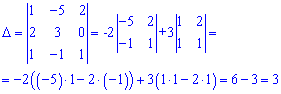 Δ = |1 -5 2; 2 3 0; 1 -1 1| = -2 |-5 2; -1 1| + 3 |1 2; 1 1| =
= -2((-5)·1-2·(-1)) + 3(1·1-2·1) = 6-3 = 3